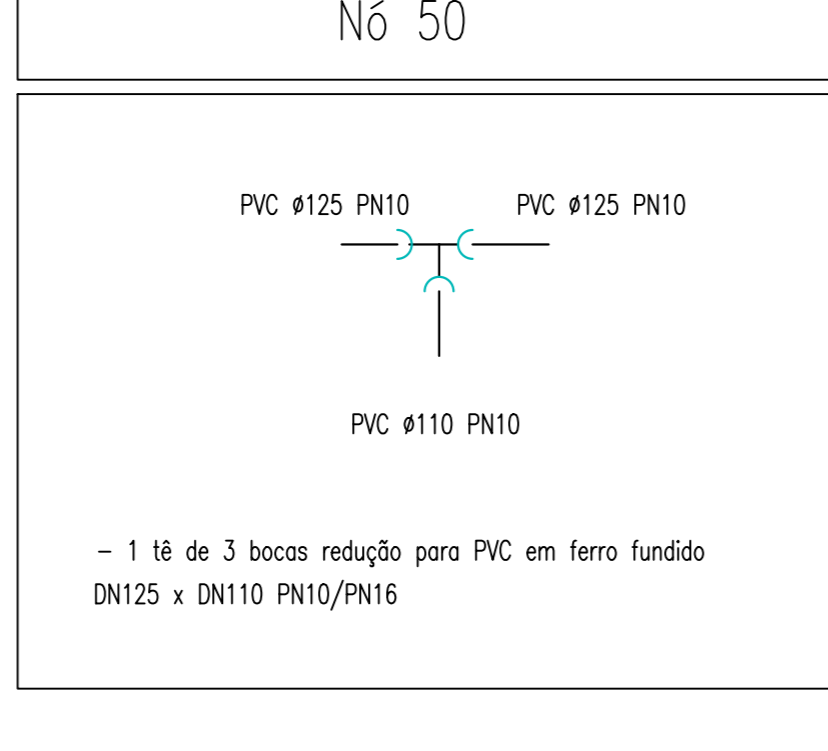 Nó 50
PVC ø125 PN10
PVC ø125 PN10
PVC ø110 PN10
– 1 tê de 3 bocas redução para PVC em ferro fundido
DN125 x DN110 PN10/PN16